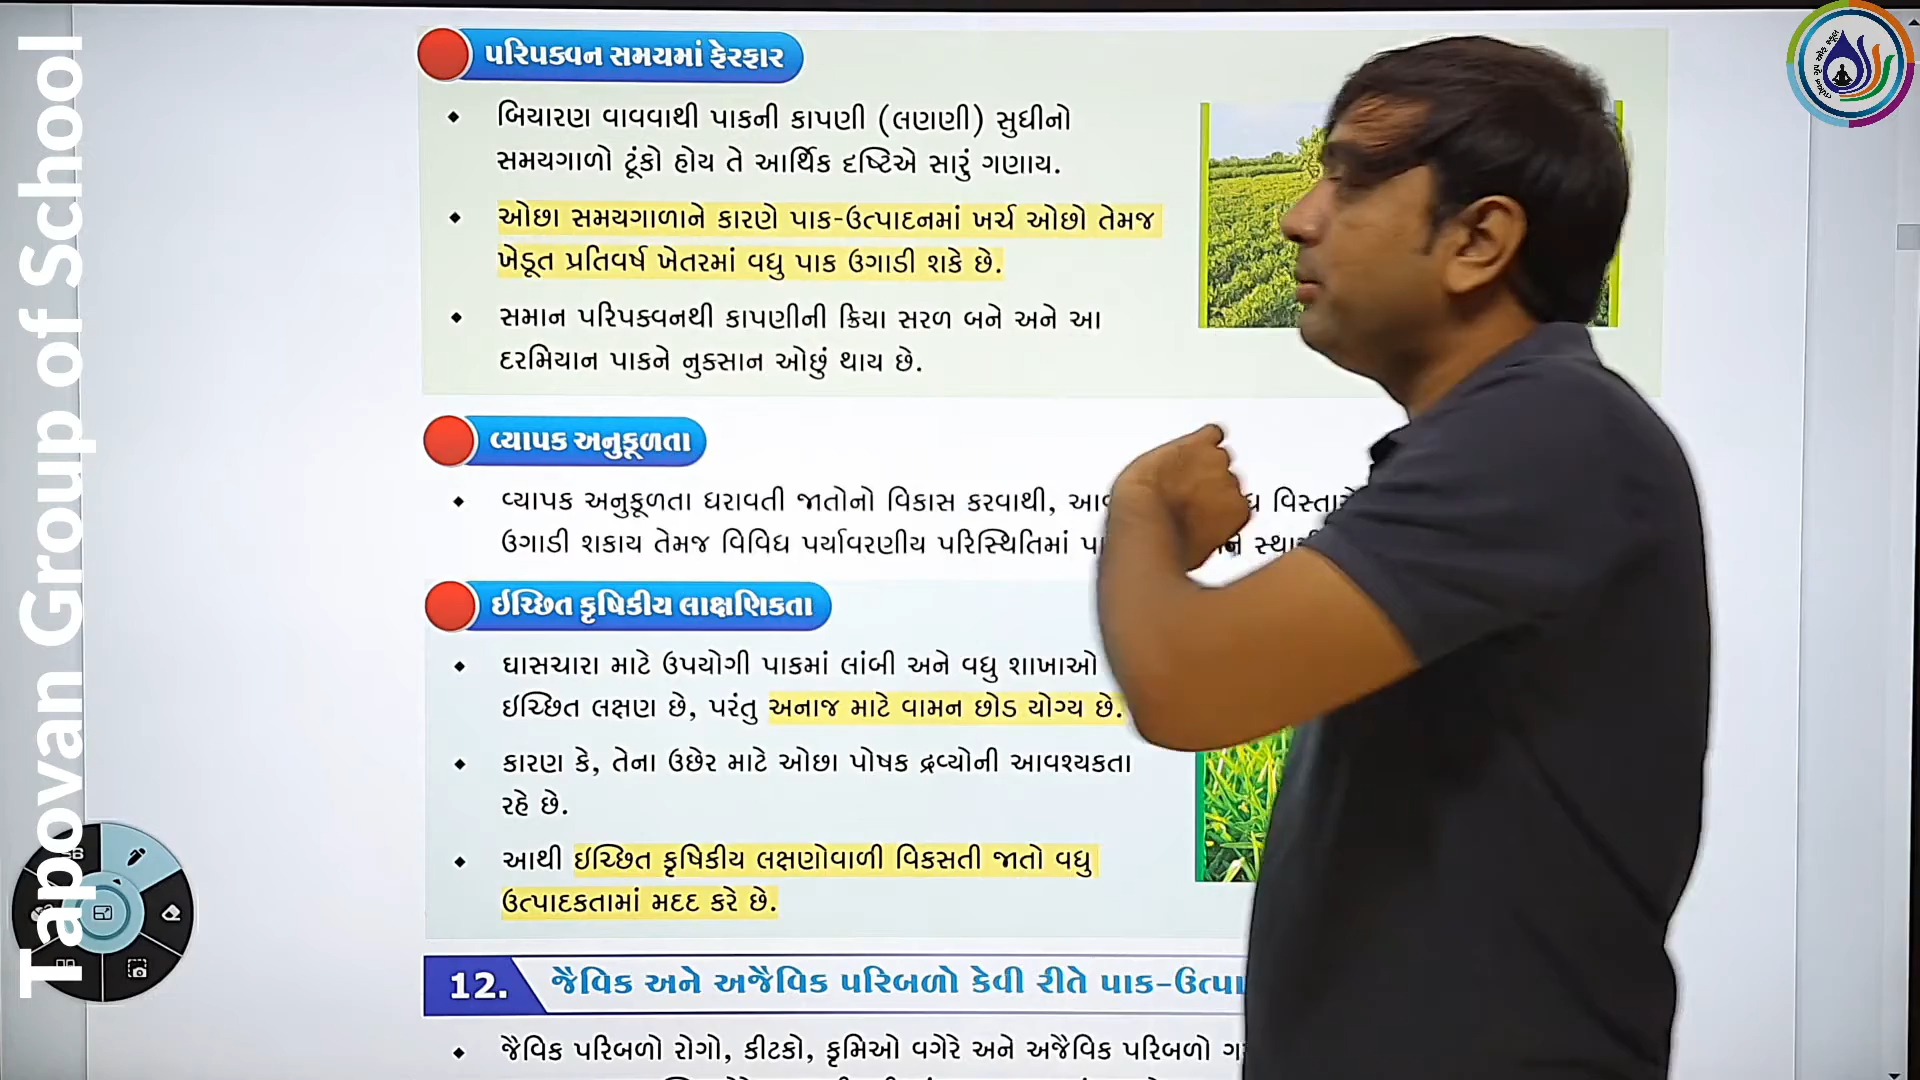 Tapovan Group of School
પરિપક્વન સમયમાં ફેરફાર
બિચારણ વાવવાથી પાકની કાપણી (લણણી) સુધીનો
સમયગાળો ટૂંકો હોય તે આર્થિક દૃષ્ટિએ સારું ગણાય.
ઓછા સમયગાળાને કારણે પાક-ઉત્પાદનમાં ખર્ચ ઓછો તેમજ
ખેડૂત પ્રતિવર્ષ ખેતરમાં વધુ પાક ઉગાડી શકે છે.
સમાન પરિપક્વનથી કાપણીની ક્રિયા સરળ બને અને આ
દરમિયાન પાકને નુક્સાન ઓછું થાય છે.
વ્યાપક અનુકૂળતા
વ્યાપક અનુકૂળતા ધરાવતી જાતોનો વિકાસ કરવાથી,
ઉગાડી શકાય તેમજ વિવિધ પર્યાવરણીય પરિસ્થિતિમાં
ઇચ્છિત કૃષિકીય લાક્ષણિકતા
ઘાસચારા માટે ઉપયોગી પાકમાં લાંબી અને વધુ શાખાઓ
ઇચ્છિત લક્ષણ છે, પરંતુ અનાજ માટે વામન છોડ યોગ્ય છે.
કારણ કે, તેના ઉછેર માટે ઓછા પોષક દ્રવ્યોની આવશ્યકતા
રહે છે.
આથી ઇચ્છિત કૃષિકીય લક્ષણોવાળી વિકસતી જાતો વધુ
ઉત્પાદકતામાં મદદ કરે છે.
12. જૈવિક અને અજૈવિક પરિબળો કેવી રીતે
જૈવિક પરિબળો રોગો, કીટકો, કૃમિઓ વગેરે અને અજૈવિક પરિબળો